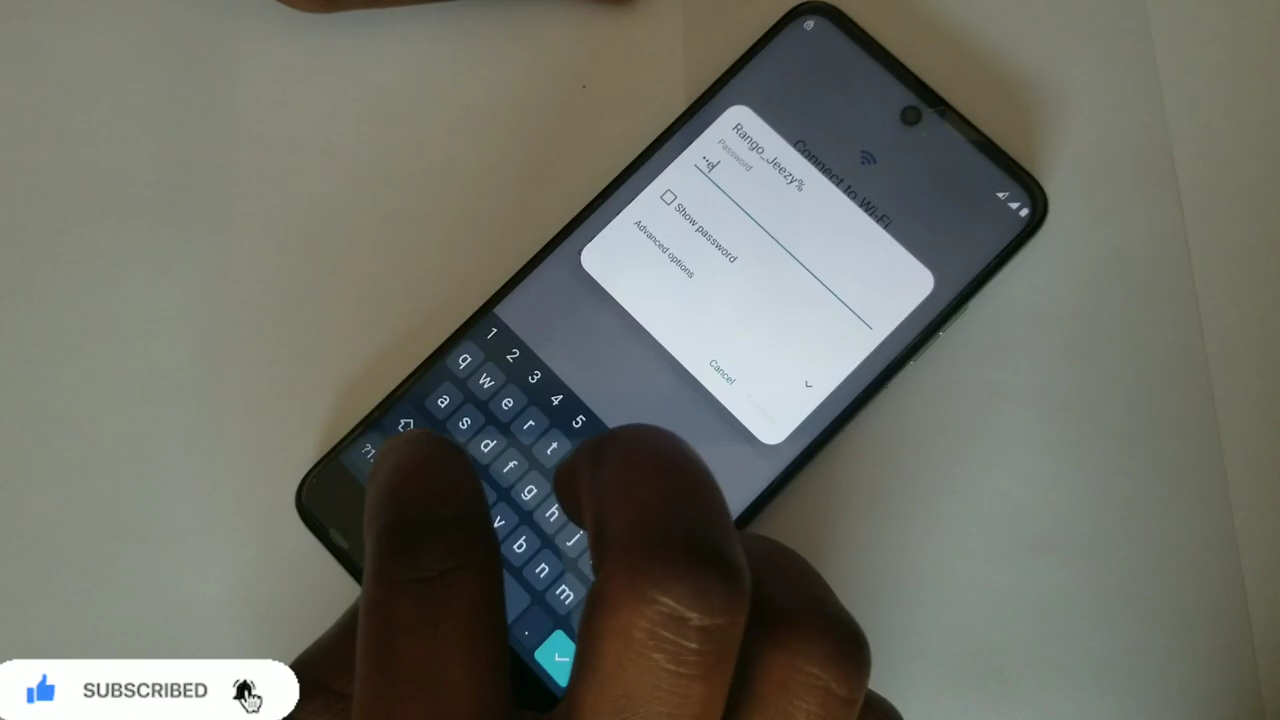 Connect to Wi-Fi
Rango_Jeezy%
Password
••e
Show password
Advanced options
Cancel
1 2 3 4 5
q w e r t
a s d f g h j
v b n m
.
SUBSCRIBED